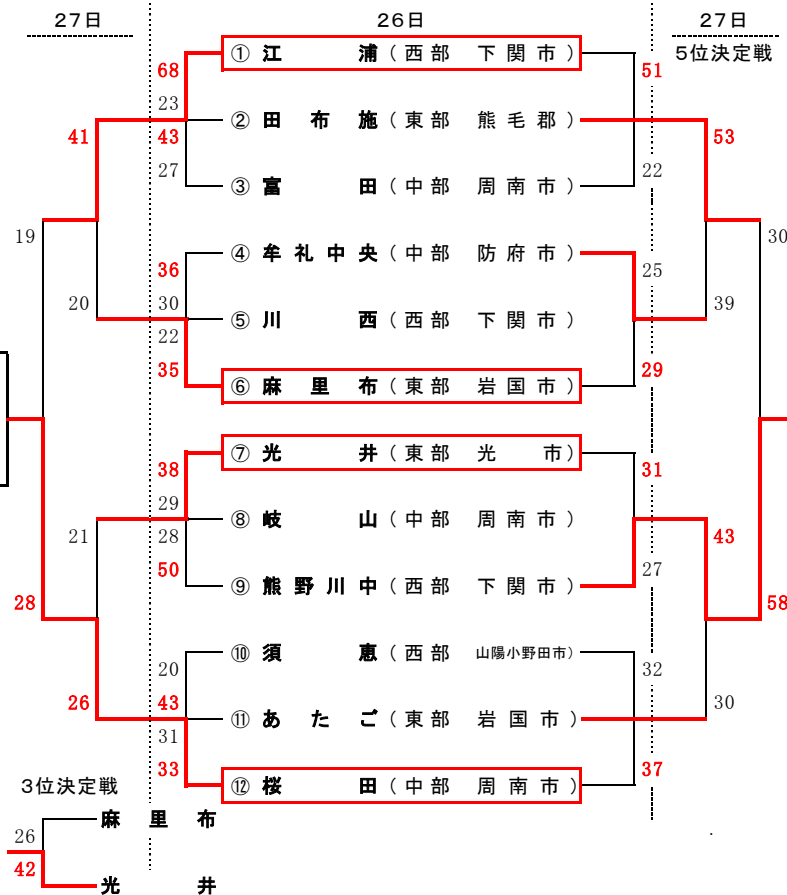 27日 26日 27日
① 江浦(西部 下関市) 5位決定戦
68 51
23
41 43 ② 田布施(東部 熊毛郡) 53
27 22
③ 富田(中部 周南市)
19 30
④ 牟礼中央(中部 防府市)
36 25
20 30 39
⑤ 川西(西部 下関市)
22
35 29
⑥ 麻里布(東部 岩国市)
⑦ 光井(東部 光市)
38 31
29
⑧ 岐山(中部 周南市)
21 28 43
50 27
⑨ 熊野川中(西部 下関市)
28 58
⑩ 須恵(西部 山陽小野田市)
20 32
26 43 30
⑪ あたご(東部 岩国市)
31
33 37
⑫ 桜田(中部 周南市)
3位決定戦
麻里布
26
42
光井